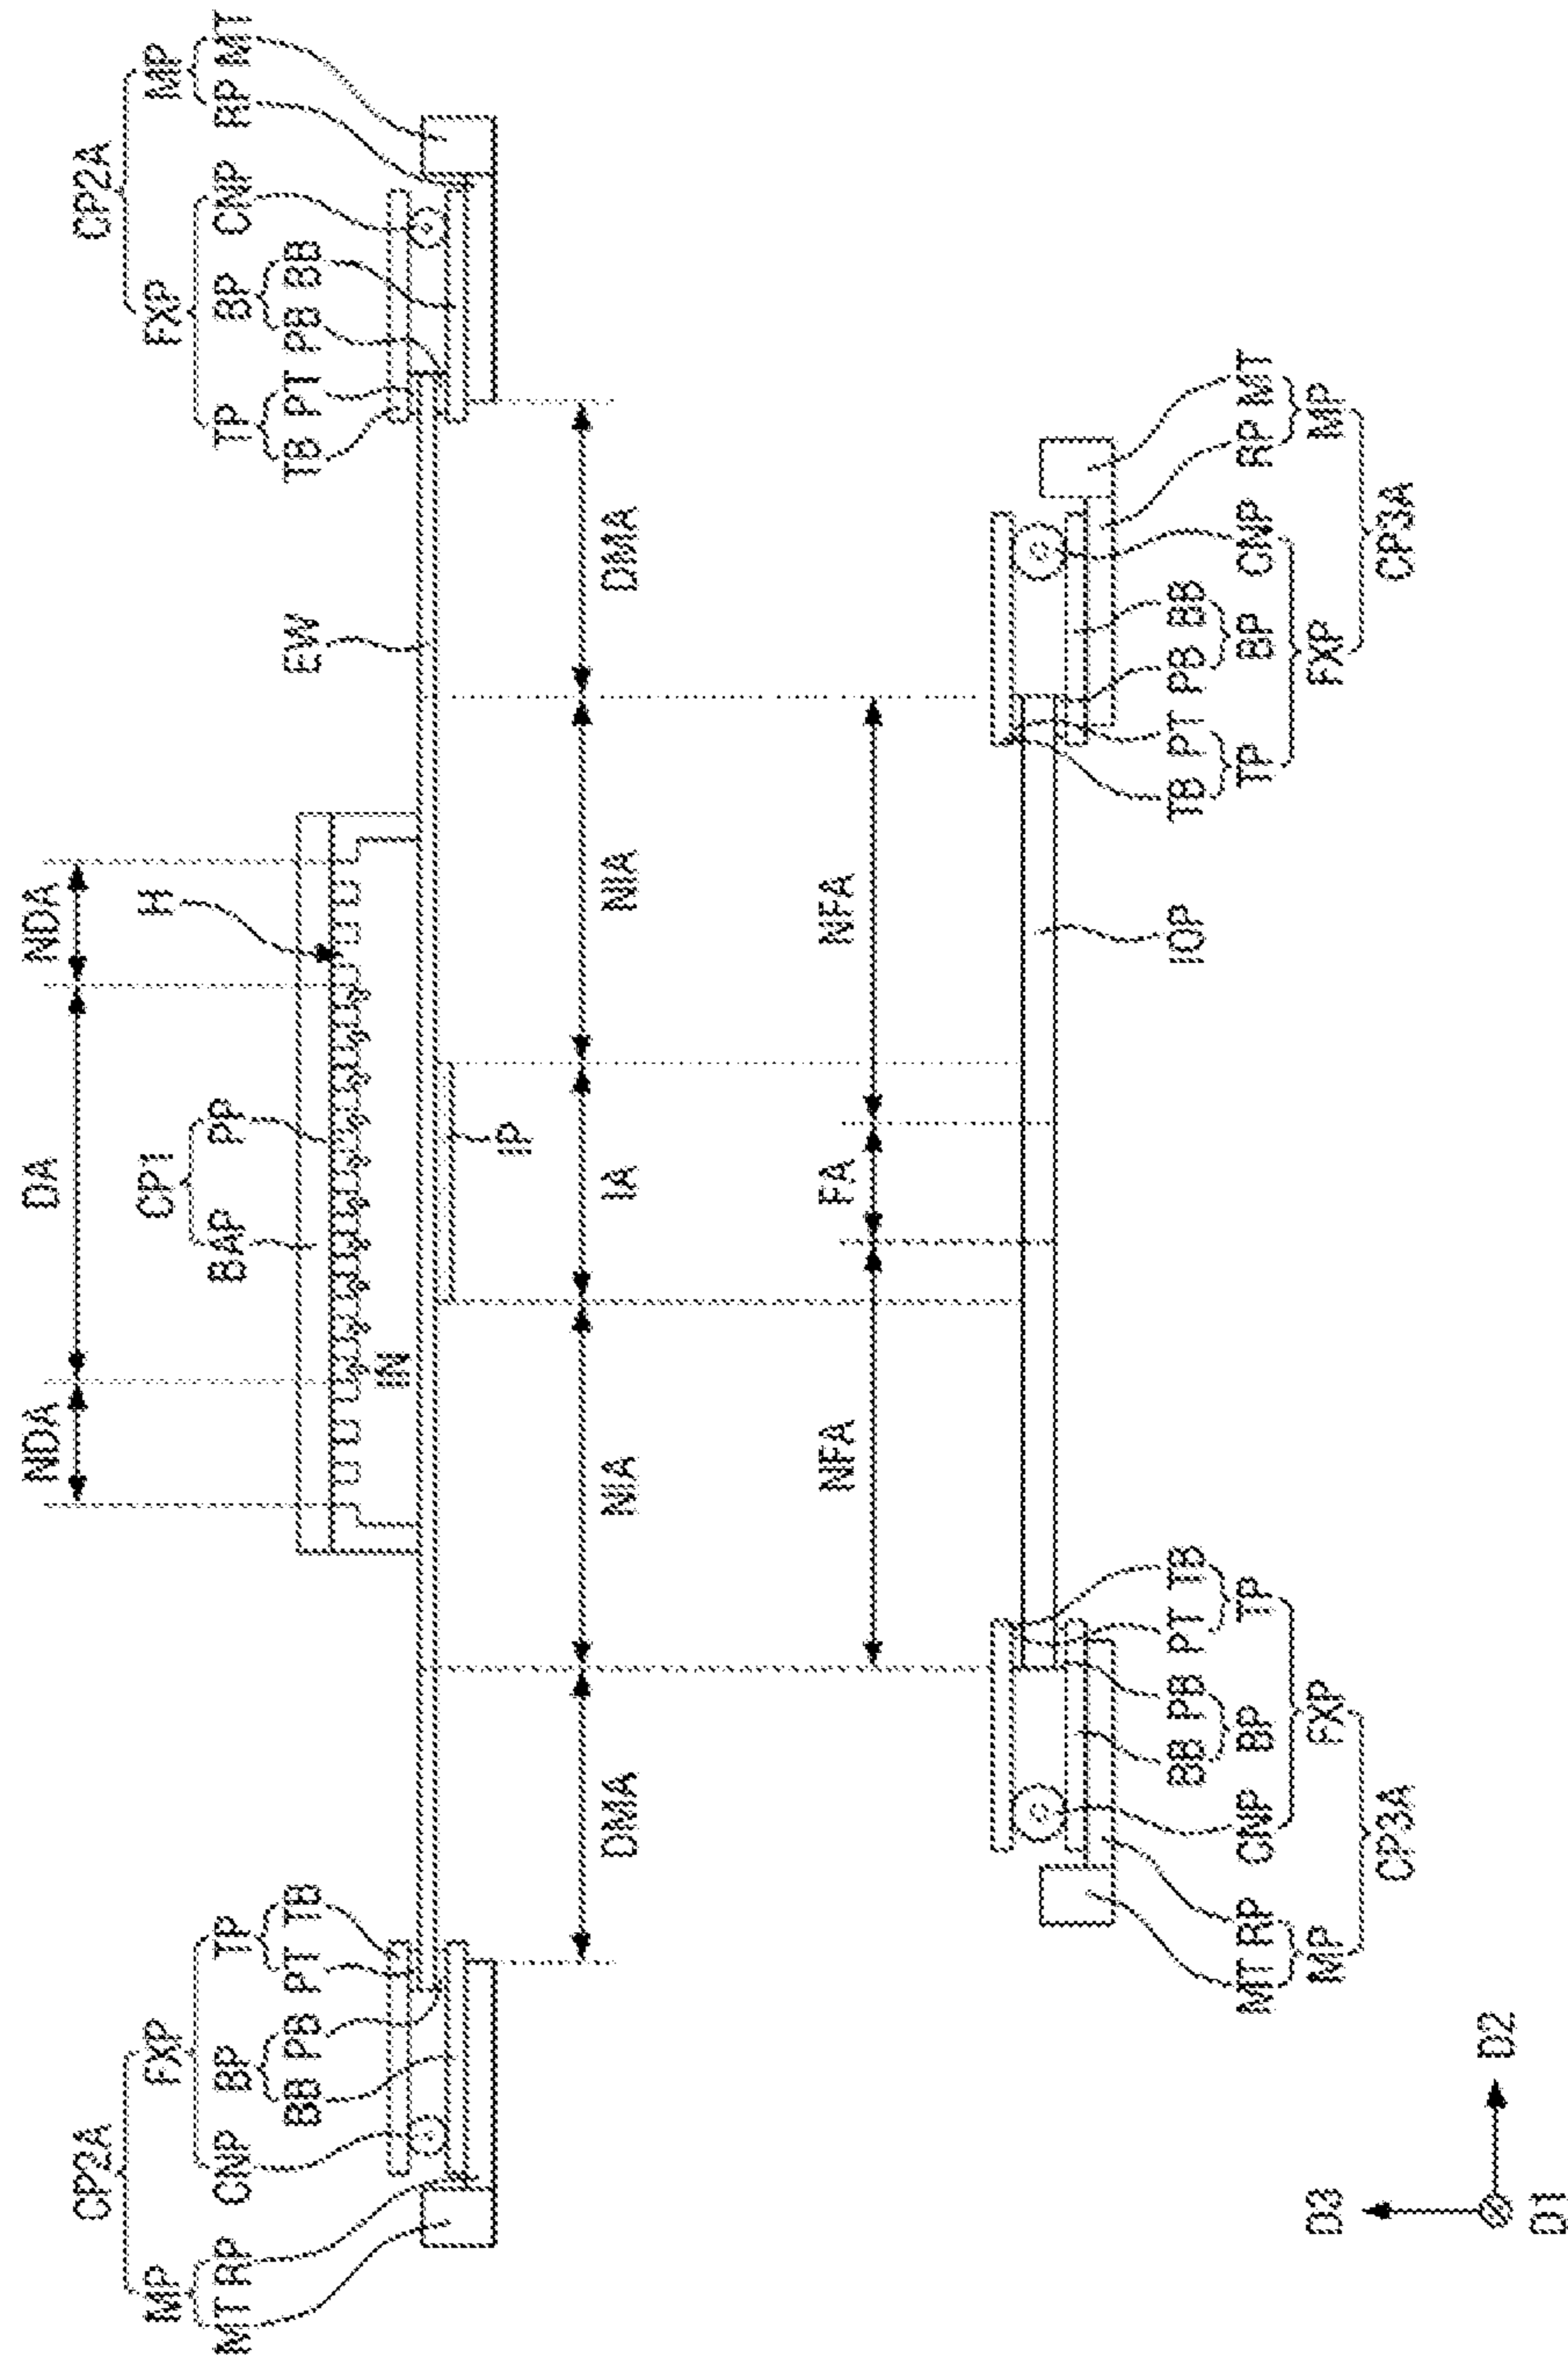 NDA DA NDA
CP2A CP2A
MP FXP CP1 H FXP MP
MT RP CNP BP TP BAP PP TP BP CNP RP MT
BB PB PT TB EW TB PT PB BB
IN
IP
DMA NIA IA NIA DMA
NFA FA NFA
BB PB PT TB IOP TB PT PB BB
MT RP CNP BP TP TP BP CNP RP MT
MP FXP FXP MP
CP3A CP3A
D3
D2
D1